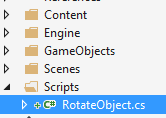 Content
Engine
GameObjects
Scenes
Scripts
C# RotateObject.cs